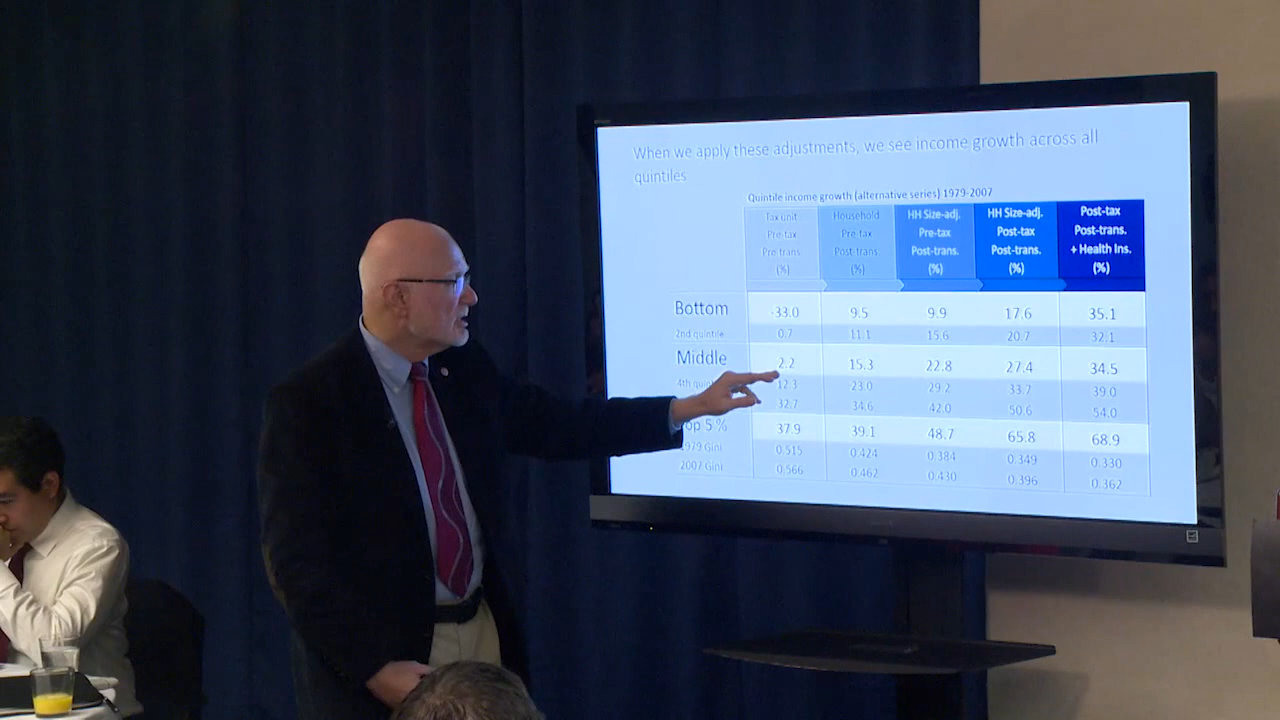 When we apply these adjustments, we see income growth across all
quintiles
Quintile income growth (alternative series) 1979-2007
Tax unit Pre-tax Pre-trans. (%)
Household Pre-tax Post-trans. (%)
HH Size-adj. Pre-tax Post-trans. (%)
HH Size-adj. Post-tax Post-trans. (%)
Post-tax Post-trans. + Health Ins. (%)
Bottom -33.0 9.5 9.9 17.6 35.1
2nd quintile 0.7 11.1 15.6 20.7 32.1
Middle 2.2 15.3 22.8 27.4 34.5
4th 12.3 23.0 29.2 33.7 39.0
32.7 34.6 42.0 50.6 54.0
Top 5 % 37.9 39.1 48.7 65.8 68.9
1979 Gini 0.515 0.424 0.384 0.349 0.330
2007 Gini 0.566 0.462 0.430 0.396 0.362